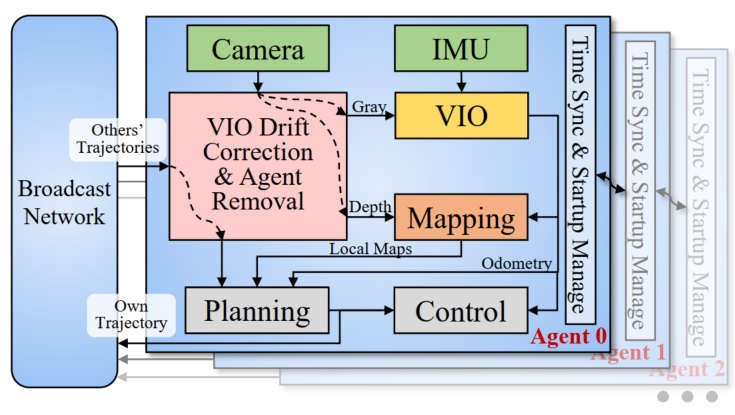 Camera
IMU
Gray
VIO
VIO Drift
Correction
& Agent
Removal
Others'
Trajectories
Broadcast
Network
Depth
Mapping
Local Maps
Odometry
Own
Trajectory
Planning
Control
Time Sync & Startup Manage
Agent 0
Time Sync & Startup Manage
Agent 1
Time Sync & Startup Manage
Agent 2